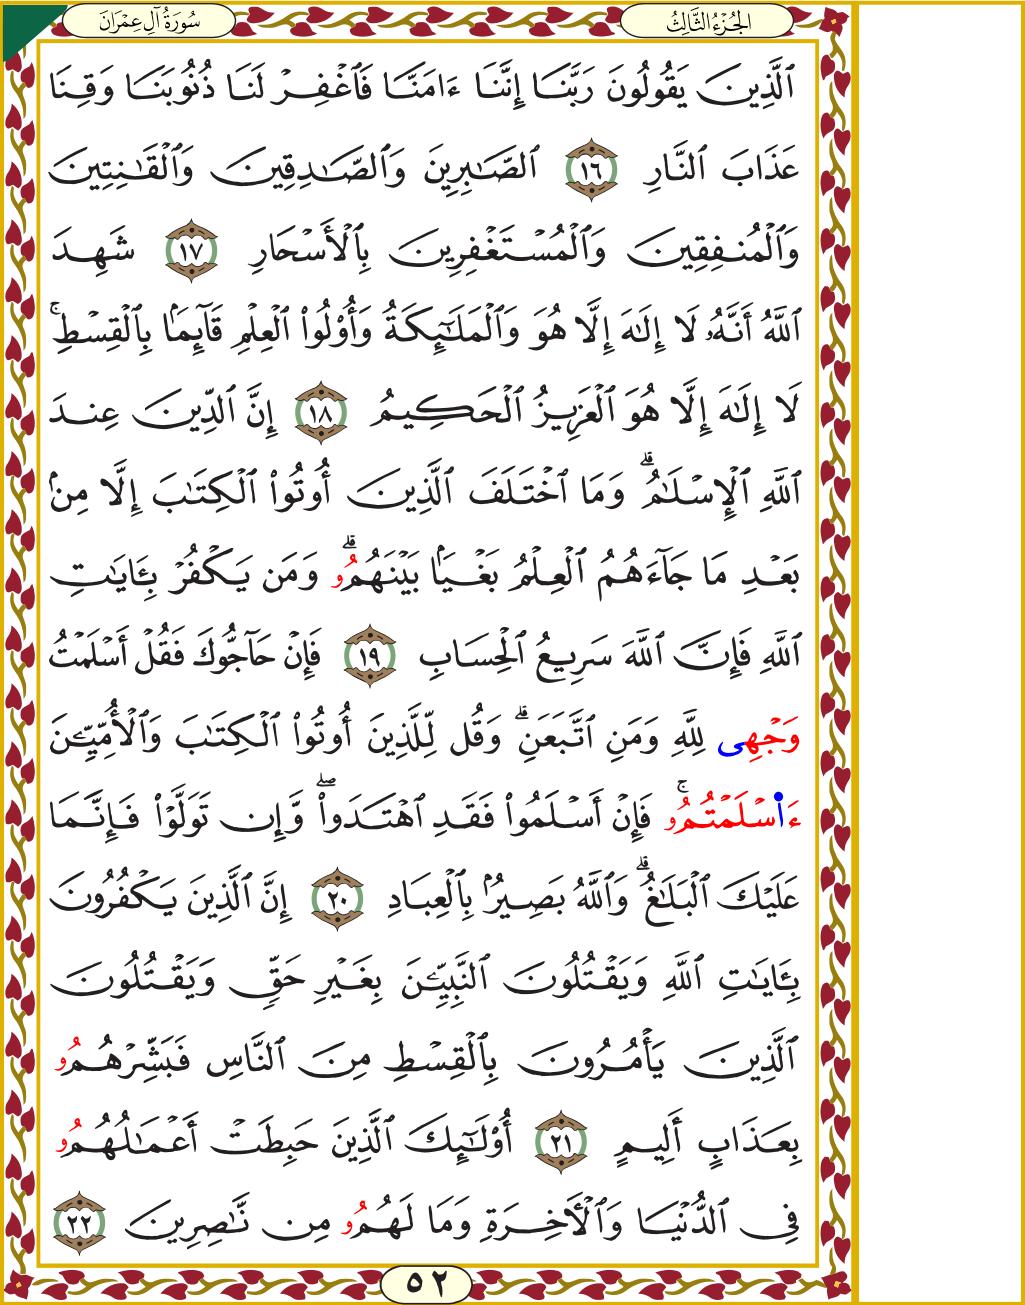 سُورَةُ آلِ عِمْرَانَ
الجُزْءُ الثَّالِثُ
ٱلَّذِينَ يَقُولُونَ رَبَّنَآ إِنَّنَآ ءَامَنَّا فَٱغْفِرْ لَنَا ذُنُوبَنَا وَقِنَا
عَذَابَ ٱلنَّارِ ١٦ ٱلصَّٰبِرِينَ وَٱلصَّٰدِقِينَ وَٱلْقَٰنِتِينَ
وَٱلْمُنفِقِينَ وَٱلْمُسْتَغْفِرِينَ بِٱلْأَسْحَارِ ١٧ شَهِدَ
ٱللَّهُ أَنَّهُۥ لَا إِلَٰهَ إِلَّا هُوَ وَٱلْمَلَٰٓئِكَةُ وَأُوْلُواْ ٱلْعِلْمِ قَآئِمَۢا بِٱلْقِسْطِۚ
لَا إِلَٰهَ إِلَّا هُوَ ٱلْعَزِيزُ ٱلْحَكِيمُ ١٨ إِنَّ ٱلدِّينَ عِندَ
ٱللَّهِ ٱلْإِسْلَٰمُۗ وَمَا ٱخْتَلَفَ ٱلَّذِينَ أُوتُواْ ٱلْكِتَٰبَ إِلَّا مِنۢ
بَعْدِ مَا جَآءَهُمُ ٱلْعِلْمُ بَغْيَۢا بَيْنَهُمُۥۗ وَمَن يَكْفُرْ بِـَٔايَٰتِ
ٱللَّهِ فَإِنَّ ٱللَّهَ سَرِيعُ ٱلْحِسَابِ ١٩ فَإِنْ حَآجُّوكَ فَقُلْ أَسْلَمْتُ
وَجْهِى لِلَّهِ وَمَنِ ٱتَّبَعَنِۗ وَقُل لِّلَّذِينَ أُوتُواْ ٱلْكِتَٰبَ وَٱلْأُمِّيِّـۧنَ
ءَا۬سْلَمْتُمُۥۚ فَإِنْ أَسْلَمُواْ فَقَدِ ٱهْتَدَواْۖ وَّإِن تَوَلَّوْاْ فَإِنَّمَا
عَلَيْكَ ٱلْبَلَٰغُۗ وَٱللَّهُ بَصِيرُۢ بِٱلْعِبَادِ ٢٠ إِنَّ ٱلَّذِينَ يَكْفُرُونَ
بِـَٔايَٰتِ ٱللَّهِ وَيَقْتُلُونَ ٱلنَّبِيِّـۧنَ بِغَيْرِ حَقٍّ وَيَقْتُلُونَ
ٱلَّذِينَ يَأْمُرُونَ بِٱلْقِسْطِ مِنَ ٱلنَّاسِ فَبَشِّرْهُمُۥ
بِعَذَابٍ أَلِيمٍ ٢١ أُوْلَٰٓئِكَ ٱلَّذِينَ حَبِطَتْ أَعْمَٰلُهُمُۥ
فِى ٱلدُّنْيَا وَٱلْأٓخِرَةِ وَمَا لَهُمُۥ مِن نَّٰصِرِينَ ٢٢
٥٢